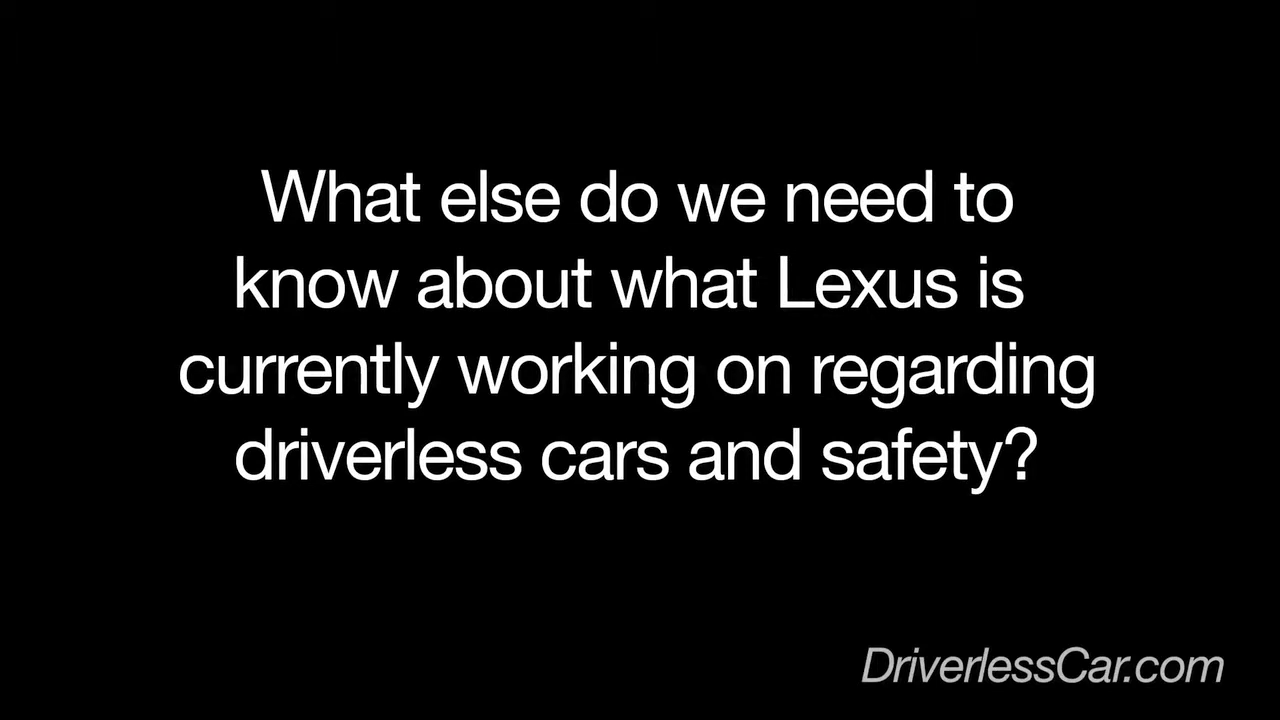 What else do we need to
know about what Lexus is
currently working on regarding
driverless cars and safety?
DriverlessCar.com